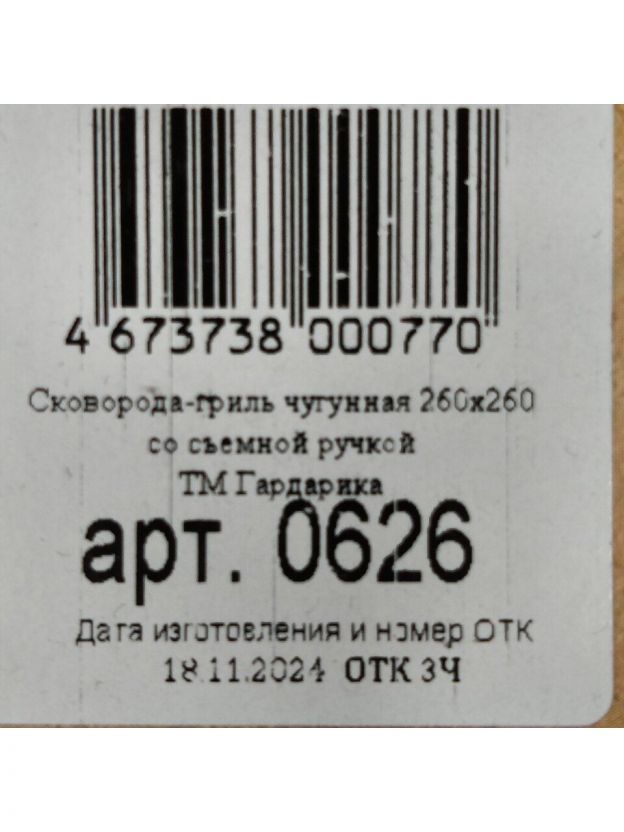 4 673738 000770
Сковорода-гриль чугунная 260х260
со съемной ручкой
ТМ Гардарика
арт. 0626
Дата изготовления и номер ОТК
18.11.2024 ОТК 3Ч